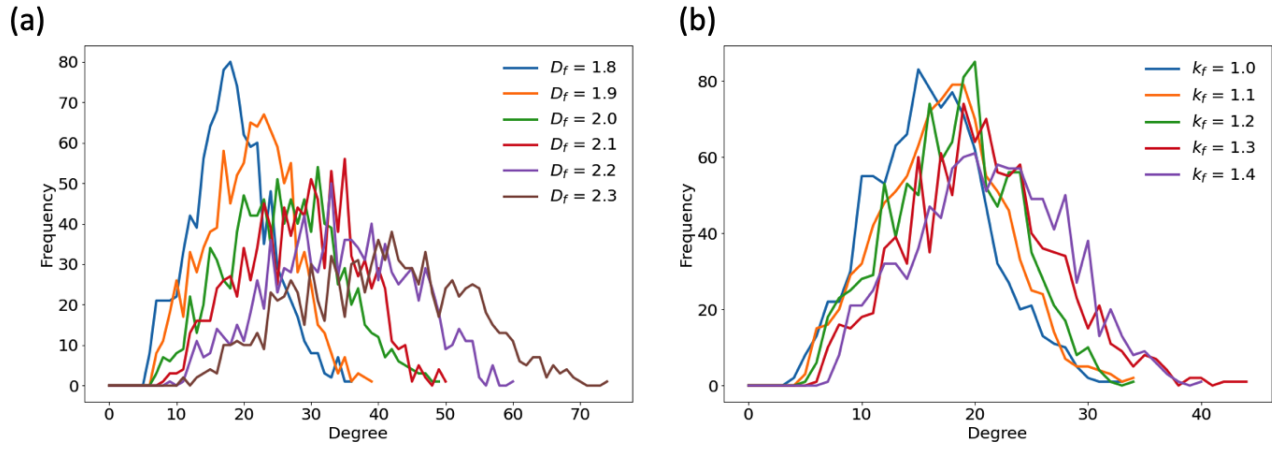 (a)
80
70
60
50
40
30
20
10
0
Frequency
0 10 20 30 40 50 60 70
Degree
D_f = 1.8
D_f = 1.9
D_f = 2.0
D_f = 2.1
D_f = 2.2
D_f = 2.3
(b)
80
60
40
20
0
Frequency
0 10 20 30 40
Degree
k_f = 1.0
k_f = 1.1
k_f = 1.2
k_f = 1.3
k_f = 1.4